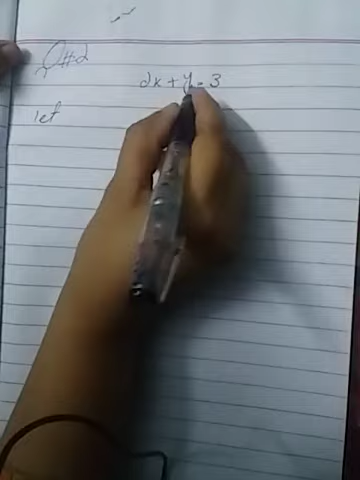 Q#2
2x + y = 3
let